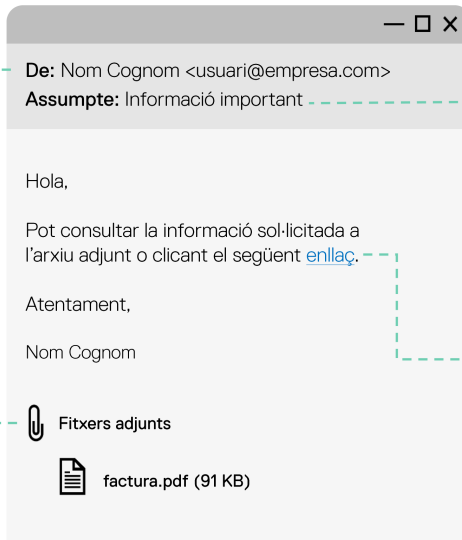 De: Nom Cognom <usuari@empresa.com>
Assumpte: Informació important
Hola,
Pot consultar la informació sol·licitada a
l'arxiu adjunt o clicant el següent enllaç.
Atentament,
Nom Cognom
Fitxers adjunts
factura.pdf (91 KB)